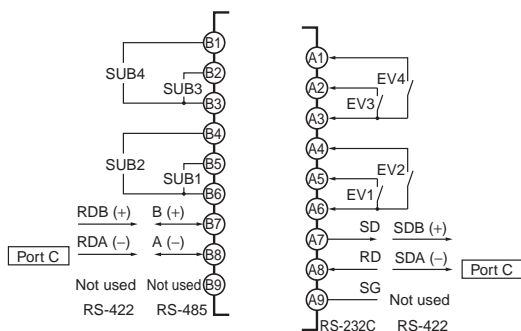 B1
B2
SUB4
SUB3
B3
B4
SUB2
B5
SUB1
B6
RDB (+) B (+) B7
RDA (−) A (−) B8
Port C
Not used Not used B9
RS-422 RS-485
A1
EV4
A2
EV3
A3
A4
EV2
A5
EV1
A6
A7 SD SDB (+)
A8 RD SDA (−)
Port C
A9 SG Not used
RS-232C RS-422